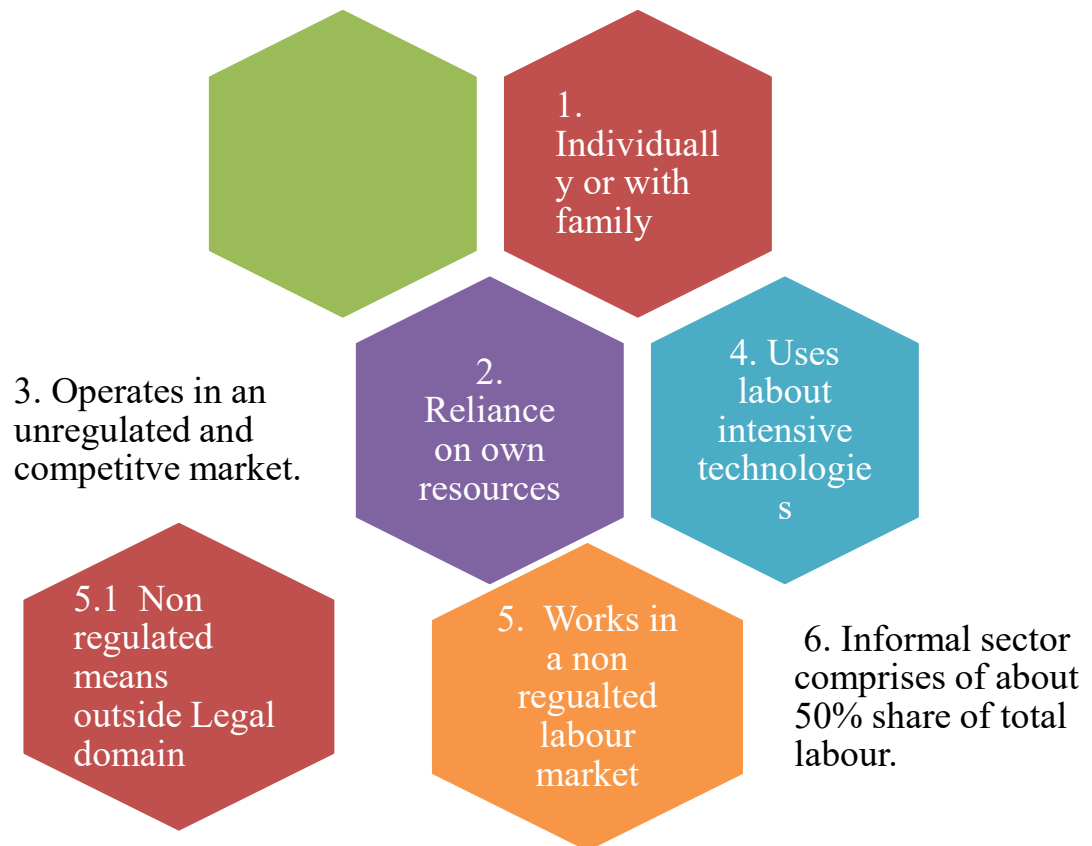 1.
Individuall
y or with
family
2.
Reliance
on own
resources
3. Operates in an
unregulated and
competitve market.
4. Uses
labout
intensive
technologie
s
5.1  Non
regulated
means
outside Legal
domain
5.  Works in
a non
regualted
labour
market
6. Informal sector
comprises of about
50% share of total
labour.